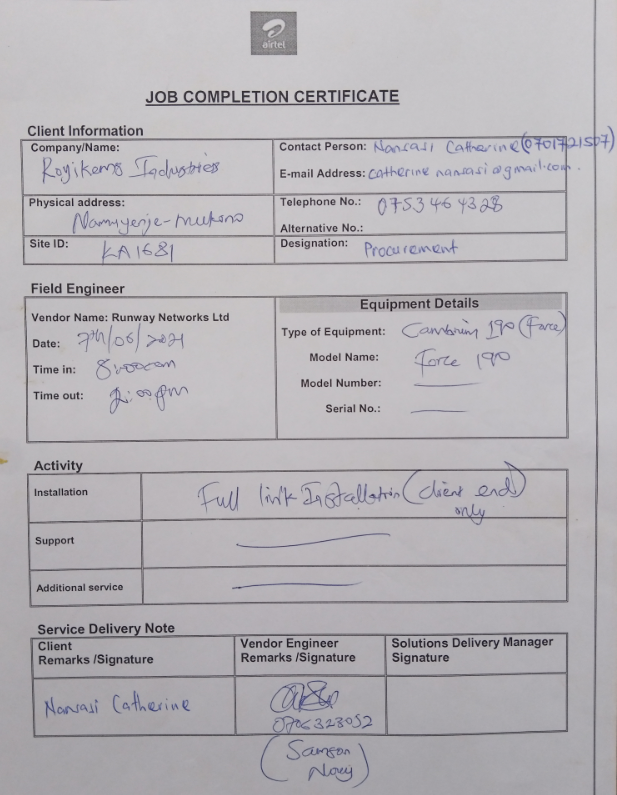 airtel
JOB COMPLETION CERTIFICATE
Client Information
Company/Name:
Royikems Industries
Contact Person: Nansasi Catherine (0701721507)
E-mail Address: catherine nansasi@gmail.com.
Physical address:
Namuyenje-Mukono
Telephone No.: 0753464328
Alternative No.:
Site ID: KA1681
Designation: Procurement
Field Engineer
Vendor Name: Runway Networks Ltd
Date: 7th/06/2021
Time in: 8:00am
Time out: 2:00pm
Equipment Details
Type of Equipment: Cambium 190 (Force)
Model Name: Force 190
Model Number:
Serial No.:
Activity
Installation
Full link Installation (client end) only
Support
Additional service
Service Delivery Note
Client
Remarks /Signature
Vendor Engineer
Remarks /Signature
Solutions Delivery Manager
Signature
Nansasi Catherine
0706323052
(Samson